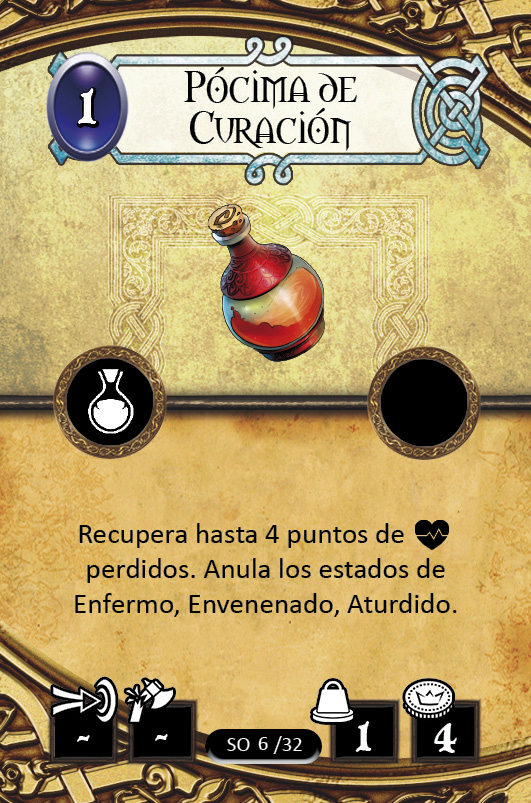 1
Pócima de
Curación
Recupera hasta 4 puntos de
perdidos. Anula los estados de
Enfermo, Envenenado, Aturdido.
~ ~ SO 6/32 1 4